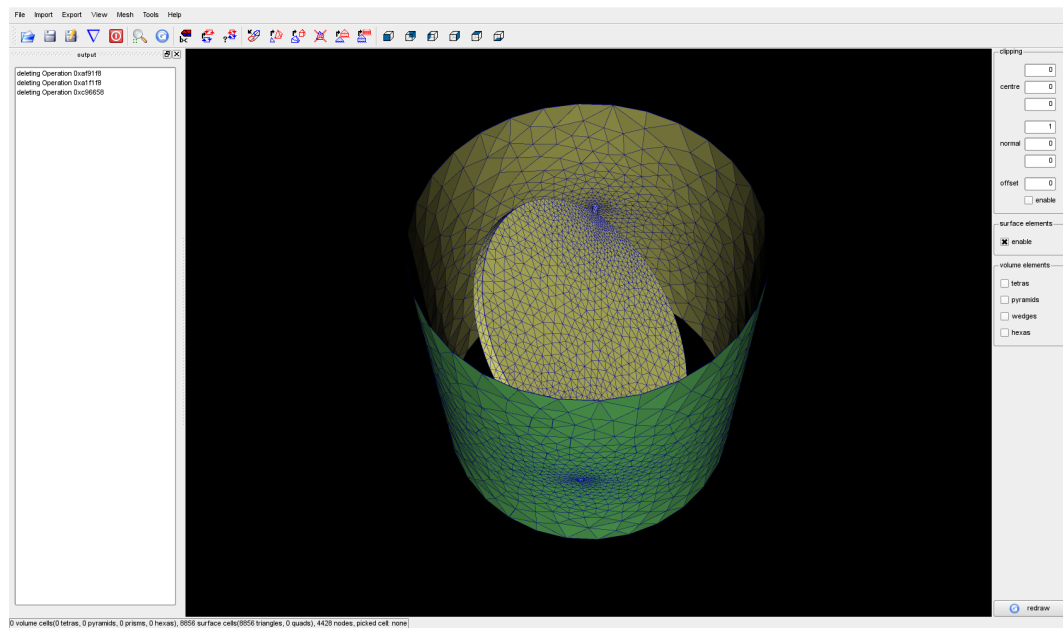 File Import Export View Mesh Tools Help
output
deleting Operation 0xaf91f8
deleting Operation 0xa1f1f8
deleting Operation 0xc96658
clipping
0
centre 0
0
1
normal 0
0
offset 0
enable
surface elements
enable
volume elements
tetras
pyramids
wedges
hexas
redraw
0 volume cells(0 tetras, 0 pyramids, 0 prisms, 0 hexas), 8856 surface cells(8856 triangles, 0 quads), 4428 nodes, picked cell: none